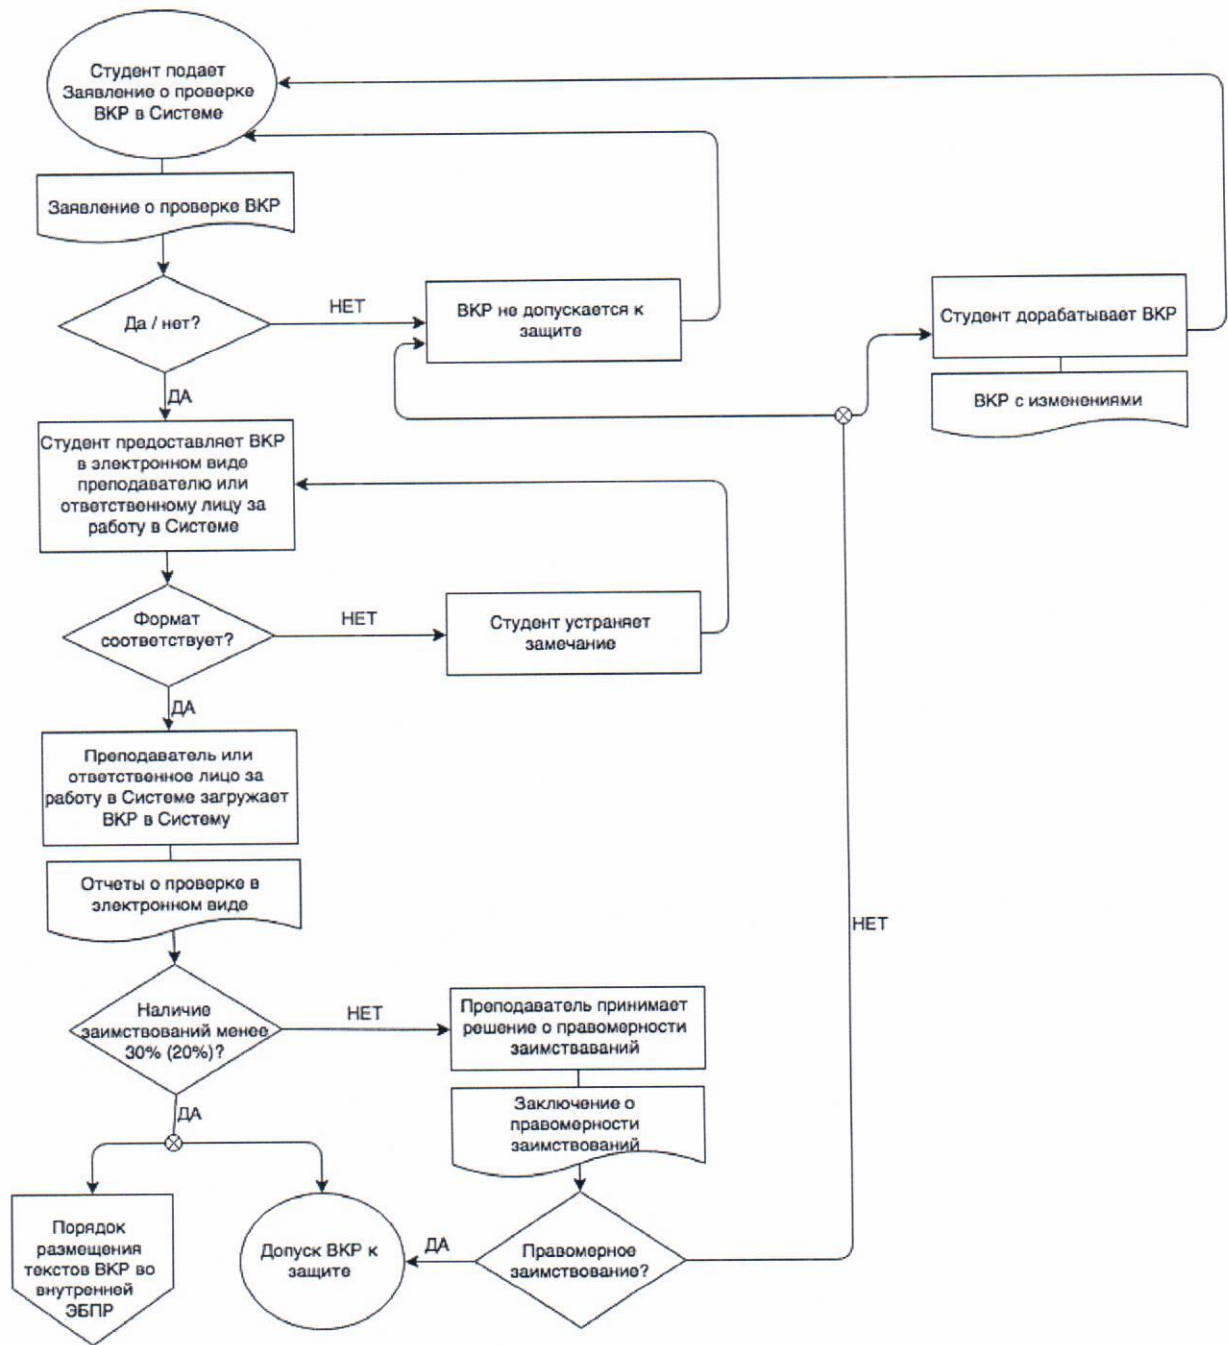 Студент подает
Заявление о проверке
ВКР в Системе
Заявление о проверке ВКР
Да / нет?
НЕТ
ВКР не допускается к
защите
Студент дорабатывает ВКР
ВКР с изменениями
ДА
Студент предоставляет ВКР
в электронном виде
преподавателю или
ответственному лицу за
работу в Системе
Формат
соответствует?
НЕТ
Студент устраняет
замечание
ДА
Преподаватель или
ответственное лицо за
работу в Системе загружает
ВКР в Систему
Отчеты о проверке в
электронном виде
НЕТ
Наличие
заимствований менее
30% (20%)?
НЕТ
Преподаватель принимает
решение о правомерности
заимстваваний
ДА
Заключение о
правомерности
заимствований
Порядок
размещения
текстов ВКР во
внутренней
ЭБПР
Допуск ВКР к
защите
ДА
Правомерное
заимствование?